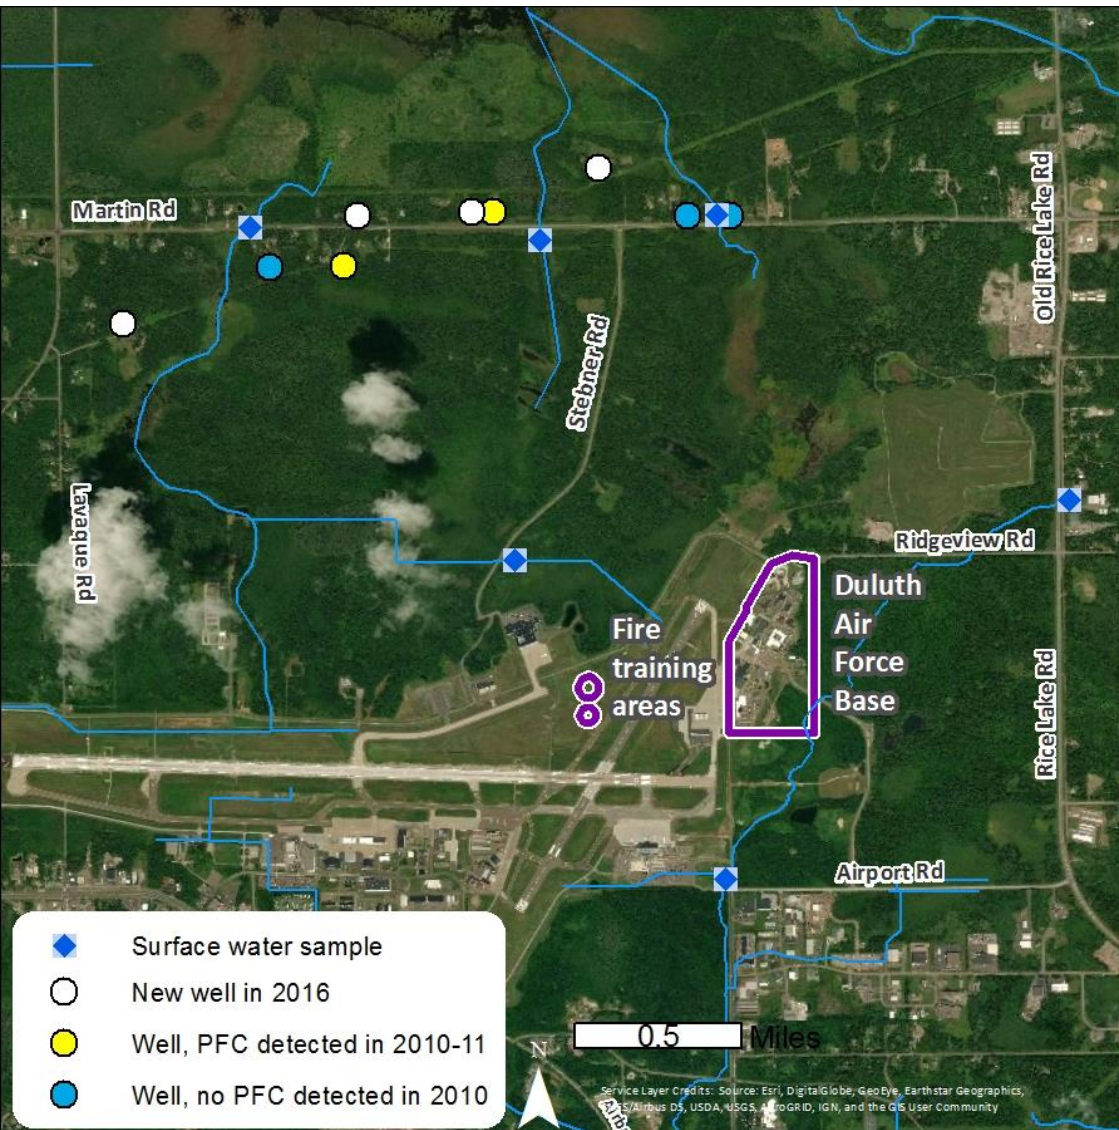 Martin Rd
Old Rice Lake Rd
Stebner Rd
Lavaque Rd
Ridgeview Rd
Duluth
Air
Force
Base
Fire
training
areas
Rice Lake Rd
Airport Rd
Surface water sample
New well in 2016
Well, PFC detected in 2010-11
Well, no PFC detected in 2010
0.5 Miles
N
Service Layer Credits: Source: Esri, DigitalGlobe, GeoEye, Earthstar Geographics,
DS, USDA, USGS, AeroGRID, IGN, and the GIS User Community